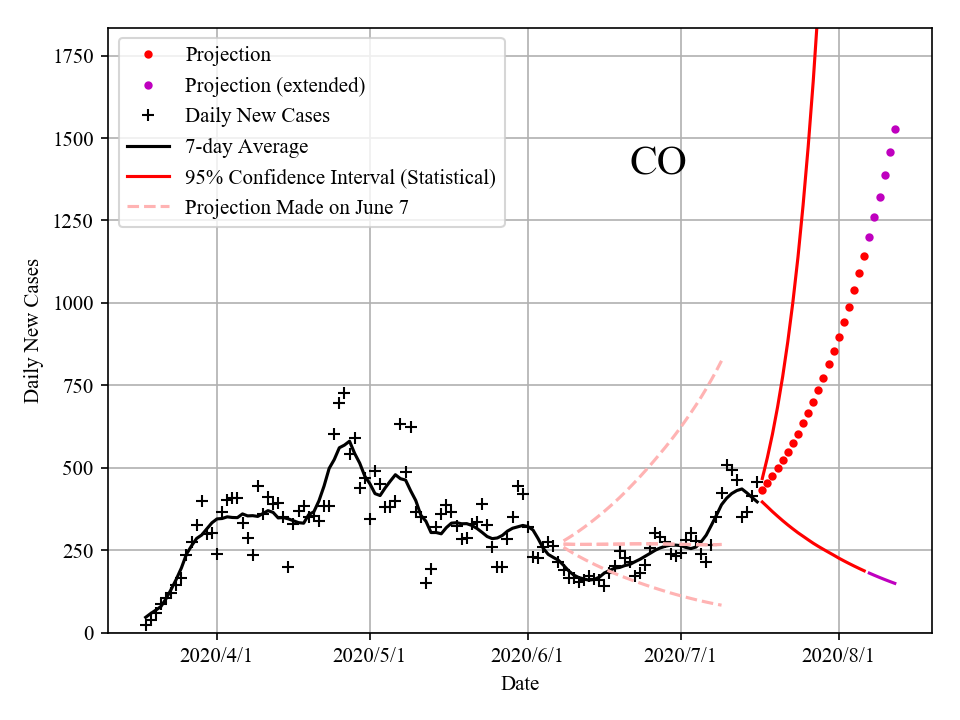 1750
1500
1250
1000
750
500
250
0
Daily New Cases
Projection
Projection (extended)
Daily New Cases
7-day Average
95% Confidence Interval (Statistical)
Projection Made on June 7
CO
2020/4/1 2020/5/1 2020/6/1 2020/7/1 2020/8/1
Date